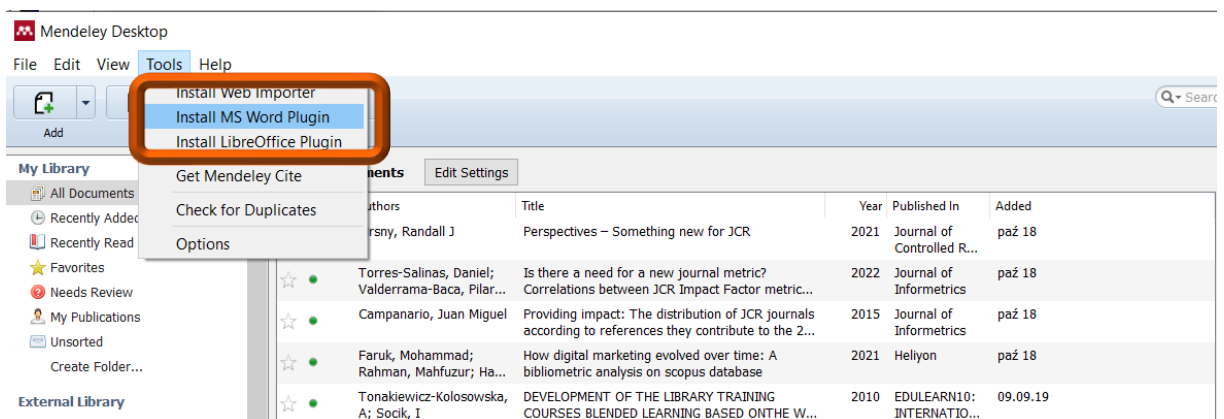 Mendeley Desktop
File Edit View Tools Help
Install Web Importer
Install MS Word Plugin
Install LibreOffice Plugin
Get Mendeley Cite
Check for Duplicates
Options
Add
Edit Settings
My Library
All Documents
Recently Added
Recently Read
Favorites
Needs Review
My Publications
Unsorted
Create Folder...
External Library
Title Year Published In Added
Randall J Perspectives – Something new for JCR 2021 Journal of paź 18
Controlled R...
Torres-Salinas, Daniel; Is there a need for a new journal metric? 2022 Journal of paź 18
Valderrama-Baca, Pilar... Correlations between JCR Impact Factor metric... Informetrics
Campanario, Juan Miguel Providing impact: The distribution of JCR journals 2015 Journal of paź 18
according to references they contribute to the 2... Informetrics
Faruk, Mohammad; How digital marketing evolved over time: A 2021 Heliyon paź 18
Rahman, Mahfuzur; Ha... bibliometric analysis on scopus database
Tonakiewicz-Kolosowska, DEVELOPMENT OF THE LIBRARY TRAINING 2010 EDULEARN10: 09.09.19
A; Socik, I COURSES BLENDED LEARNING BASED ONTHE W... INTERNATIO...